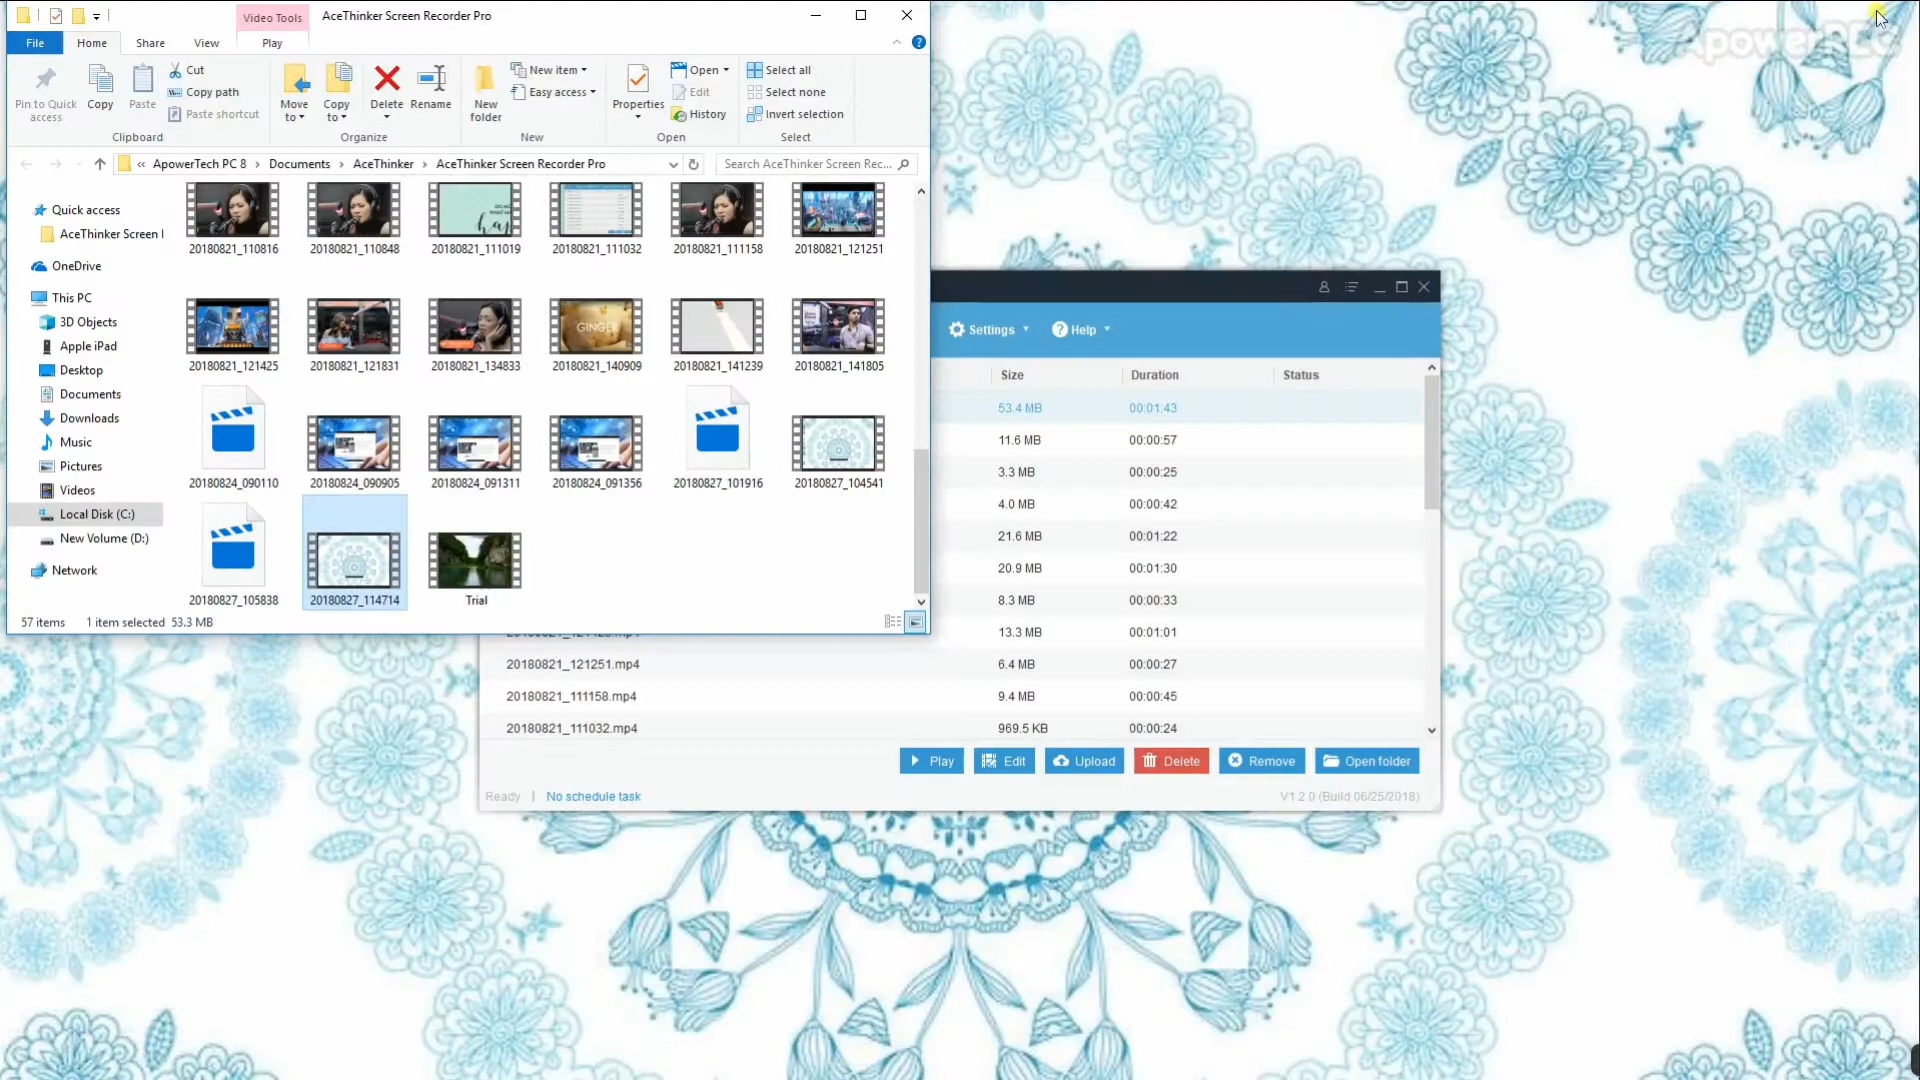 Video Tools
AceThinker Screen Recorder Pro
File
Home
Share
View
Play
Pin to Quick access
Copy
Paste
Cut
Copy path
Paste shortcut
Clipboard
Move to
Copy to
Delete
Rename
Organize
New folder
New item
Easy access
New
Properties
Open
Edit
History
Open
Select all
Select none
Invert selection
Select
« ApowerTech PC 8 > Documents > AceThinker > AceThinker Screen Recorder Pro
Search AceThinker Screen Rec...
Quick access
AceThinker Screen
OneDrive
This PC
3D Objects
Apple iPad
Desktop
Documents
Downloads
Music
Pictures
Videos
Local Disk (C:)
New Volume (D:)
Network
20180821_110816
20180821_110848
20180821_111019
20180821_111032
20180821_111158
20180821_121251
GINGER
20180821_121425
20180821_121831
20180821_134833
20180821_140909
20180821_141239
20180821_141805
20180824_090110
20180824_090905
20180824_091311
20180824_091356
20180827_101916
20180827_104541
20180827_105838
20180827_114714
Trial
57 items
1 item selected 53.3 MB
Settings
Help
Size Duration Status
53.4 MB 00:01:43
11.6 MB 00:00:57
3.3 MB 00:00:25
4.0 MB 00:00:42
21.6 MB 00:01:22
20.9 MB 00:01:30
8.3 MB 00:00:33
13.3 MB 00:01:01
20180821_121251.mp4 6.4 MB 00:00:27
20180821_111158.mp4 9.4 MB 00:00:45
20180821_111032.mp4 969.5 KB 00:00:24
Play
Edit
Upload
Delete
Remove
Open folder
Ready | No schedule task
V1.2.0 (Build 06/25/2018)
ApowerREC